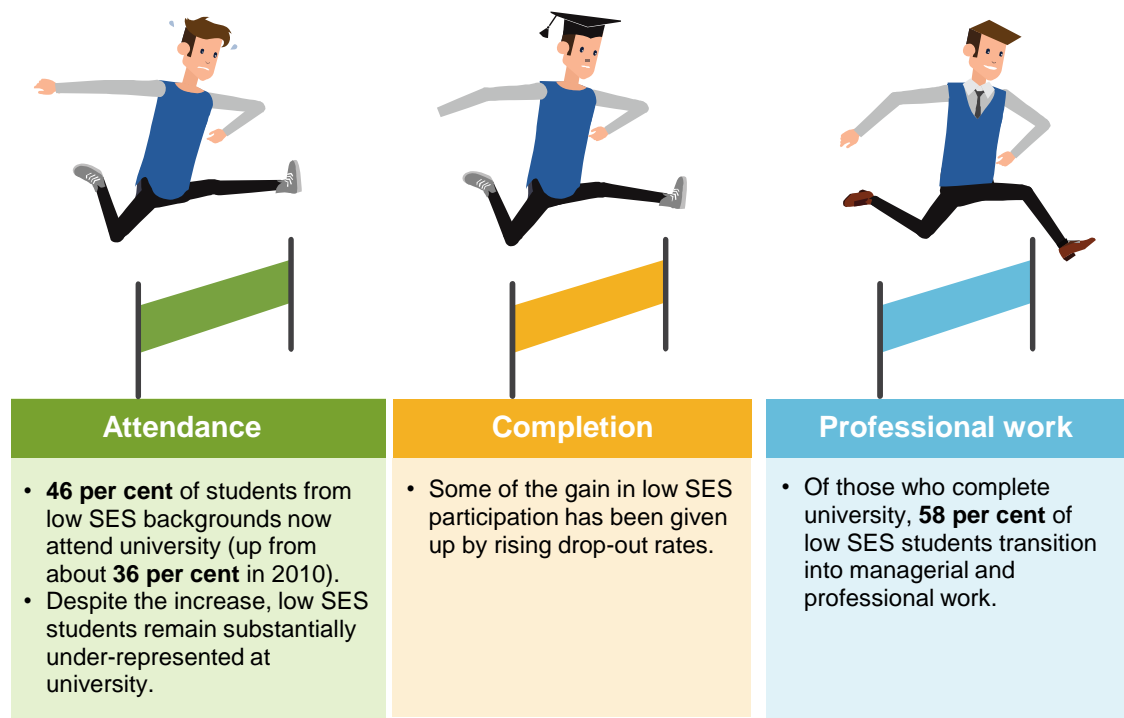 Attendance
• 46 per cent of students from
low SES backgrounds now
attend university (up from
about 36 per cent in 2010).
• Despite the increase, low SES
students remain substantially
under-represented at
university.
Completion
• Some of the gain in low SES
participation has been given
up by rising drop-out rates.
Professional work
• Of those who complete
university, 58 per cent of
low SES students transition
into managerial and
professional work.